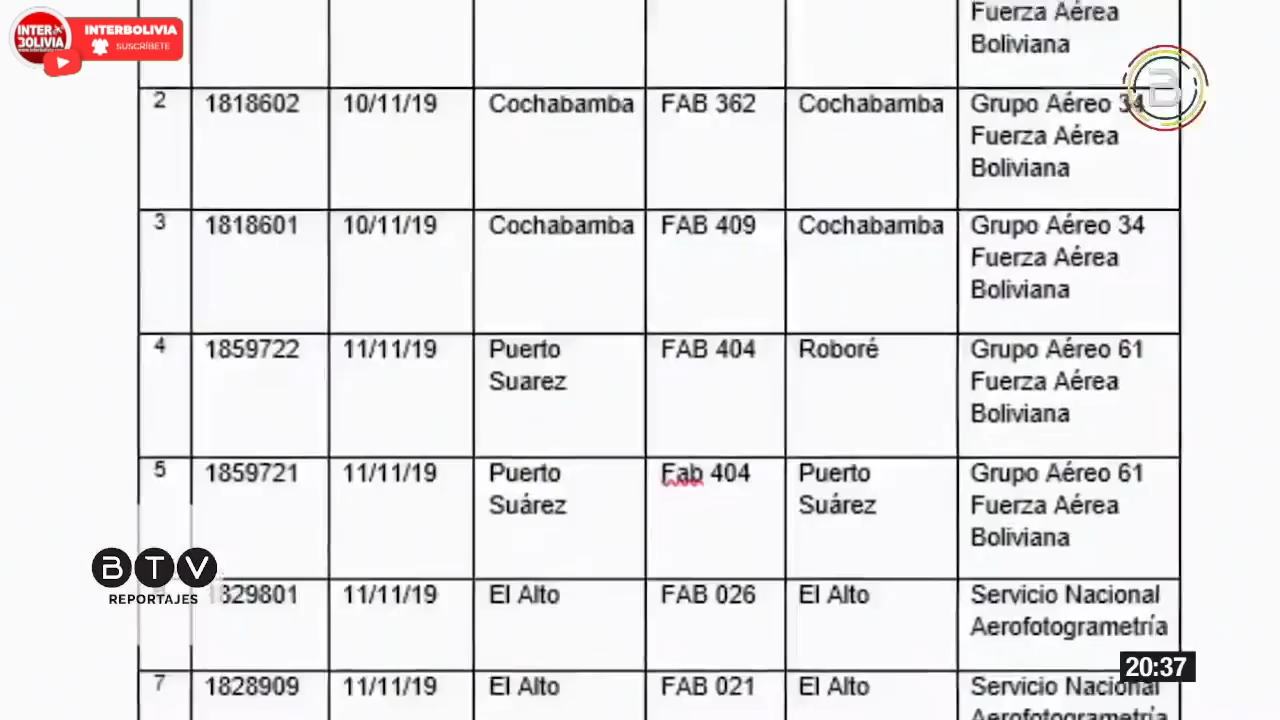 INTER
BOLIVIA
INTERBOLIVIA
SUSCRÍBETE
Fuerza Aérea
Boliviana
B
2 1818602 10/11/19 Cochabamba FAB 362 Cochabamba Grupo Aéreo 34
Fuerza Aérea
Boliviana
3 1818601 10/11/19 Cochabamba FAB 409 Cochabamba Grupo Aéreo 34
Fuerza Aérea
Boliviana
4 1859722 11/11/19 Puerto FAB 404 Roboré Grupo Aéreo 61
Suarez Fuerza Aérea
Boliviana
5 1859721 11/11/19 Puerto Fab 404 Puerto Grupo Aéreo 61
Suárez Suárez Fuerza Aérea
Boliviana
BTV
REPORTAJES
1829801 11/11/19 El Alto FAB 026 El Alto Servicio Nacional
Aerofotogrametría
20:37
7 1828909 11/11/19 El Alto FAB 021 El Alto Servicio Nacional
Aerofotogrametría